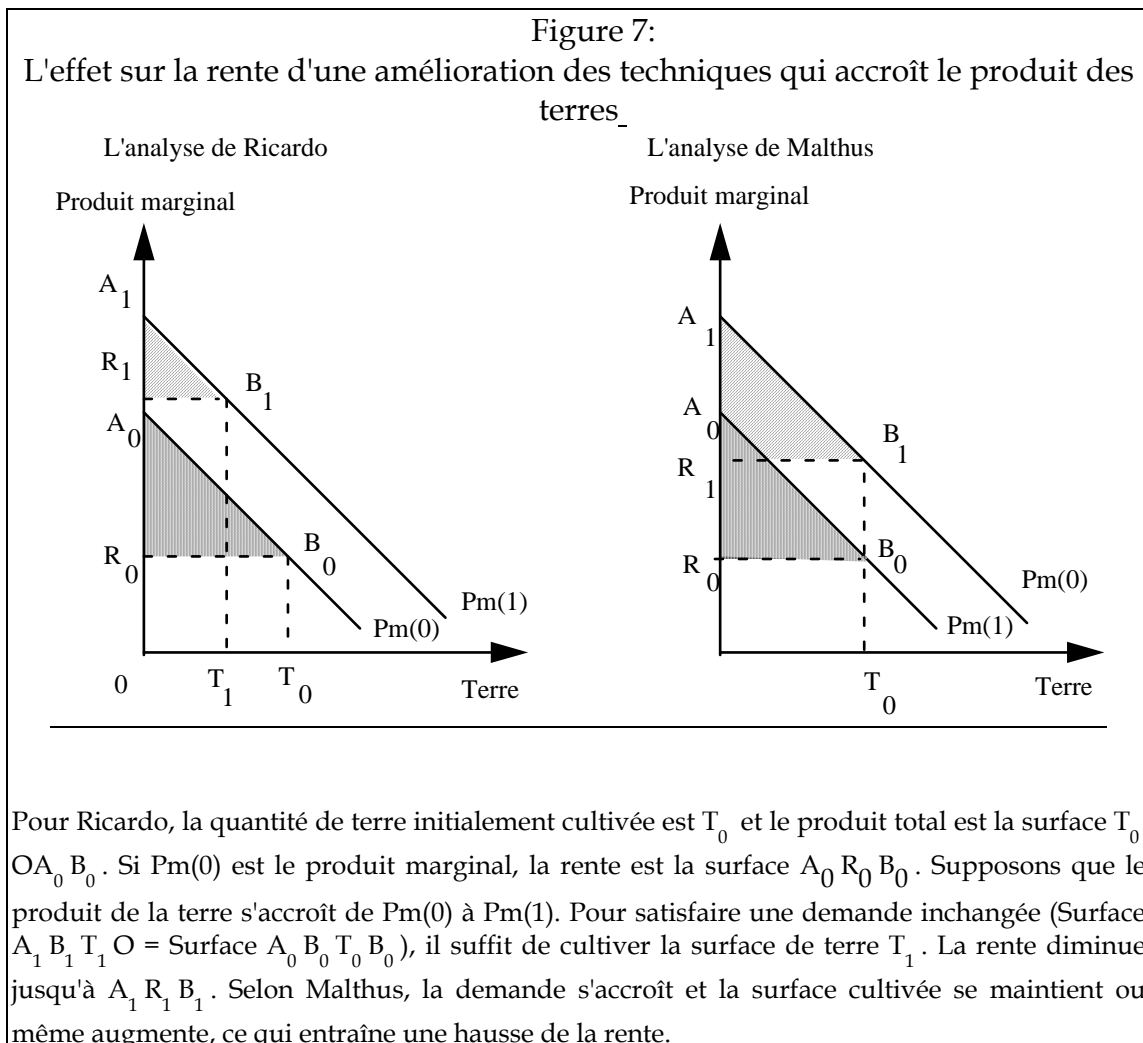 Figure 7:
L'effet sur la rente d'une amélioration des techniques qui accroît le produit des
terres
L'analyse de Ricardo
L'analyse de Malthus
Produit marginal
Produit marginal
A1
R1
B1
A0
R0
B0
Pm(1)
Pm(0)
0
T1
T0
Terre
A1
A0
B1
R1
R0
B0
Pm(0)
Pm(1)
T0
Terre
Pour Ricardo, la quantité de terre initialement cultivée est T0 et le produit total est la surface T0
OA0 B0. Si Pm(0) est le produit marginal, la rente est la surface A0 R0 B0. Supposons que le
produit de la terre s'accroît de Pm(0) à Pm(1). Pour satisfaire une demande inchangée (Surface
A1 B1 T1 O = Surface A0 B0 T0 B0), il suffit de cultiver la surface de terre T1. La rente diminue
jusqu'à A1 R1 B1. Selon Malthus, la demande s'accroît et la surface cultivée se maintient ou
même augmente, ce qui entraîne une hausse de la rente.